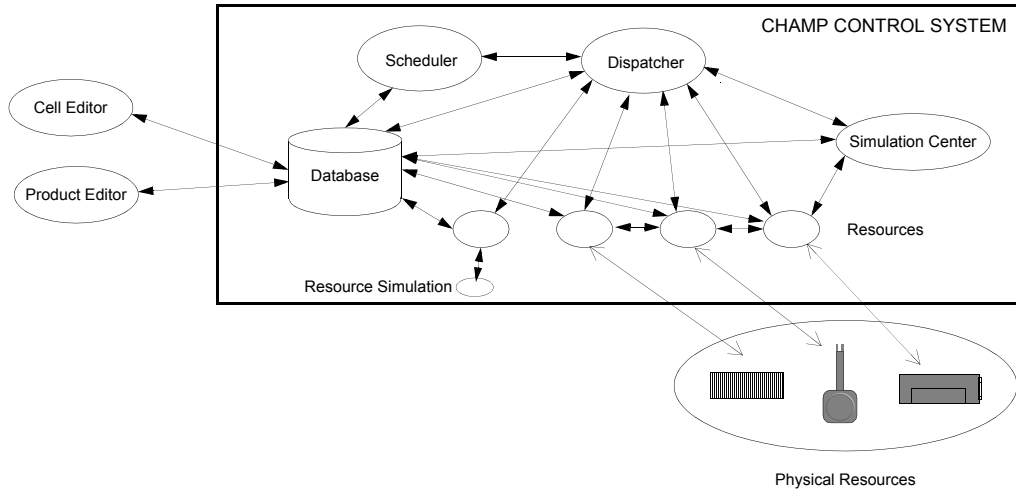 CHAMP CONTROL SYSTEM
Scheduler
Dispatcher
Cell Editor
Simulation Center
Database
Product Editor
Resources
Resource Simulation
Physical Resources